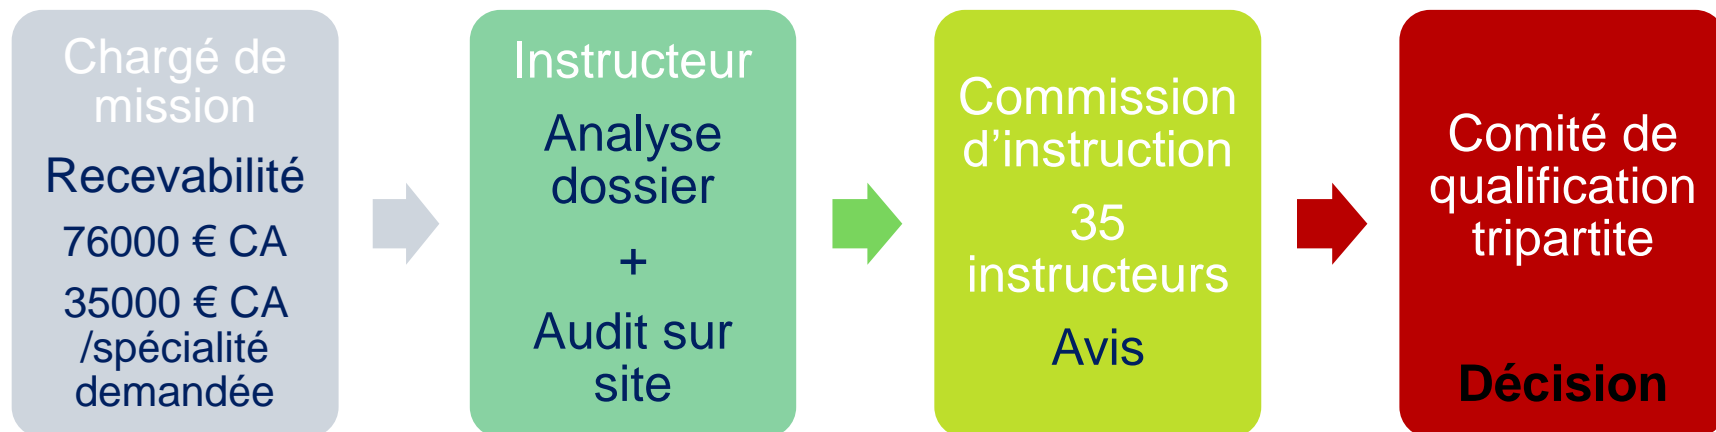 Chargé de
mission
Recevabilité
76000 € CA
35000 € CA
/spécialité
demandée
Instructeur
Analyse
dossier
+
Audit sur
site
Commission
d’instruction
35
instructeurs
Avis
Comité de
qualification
tripartite
Décision